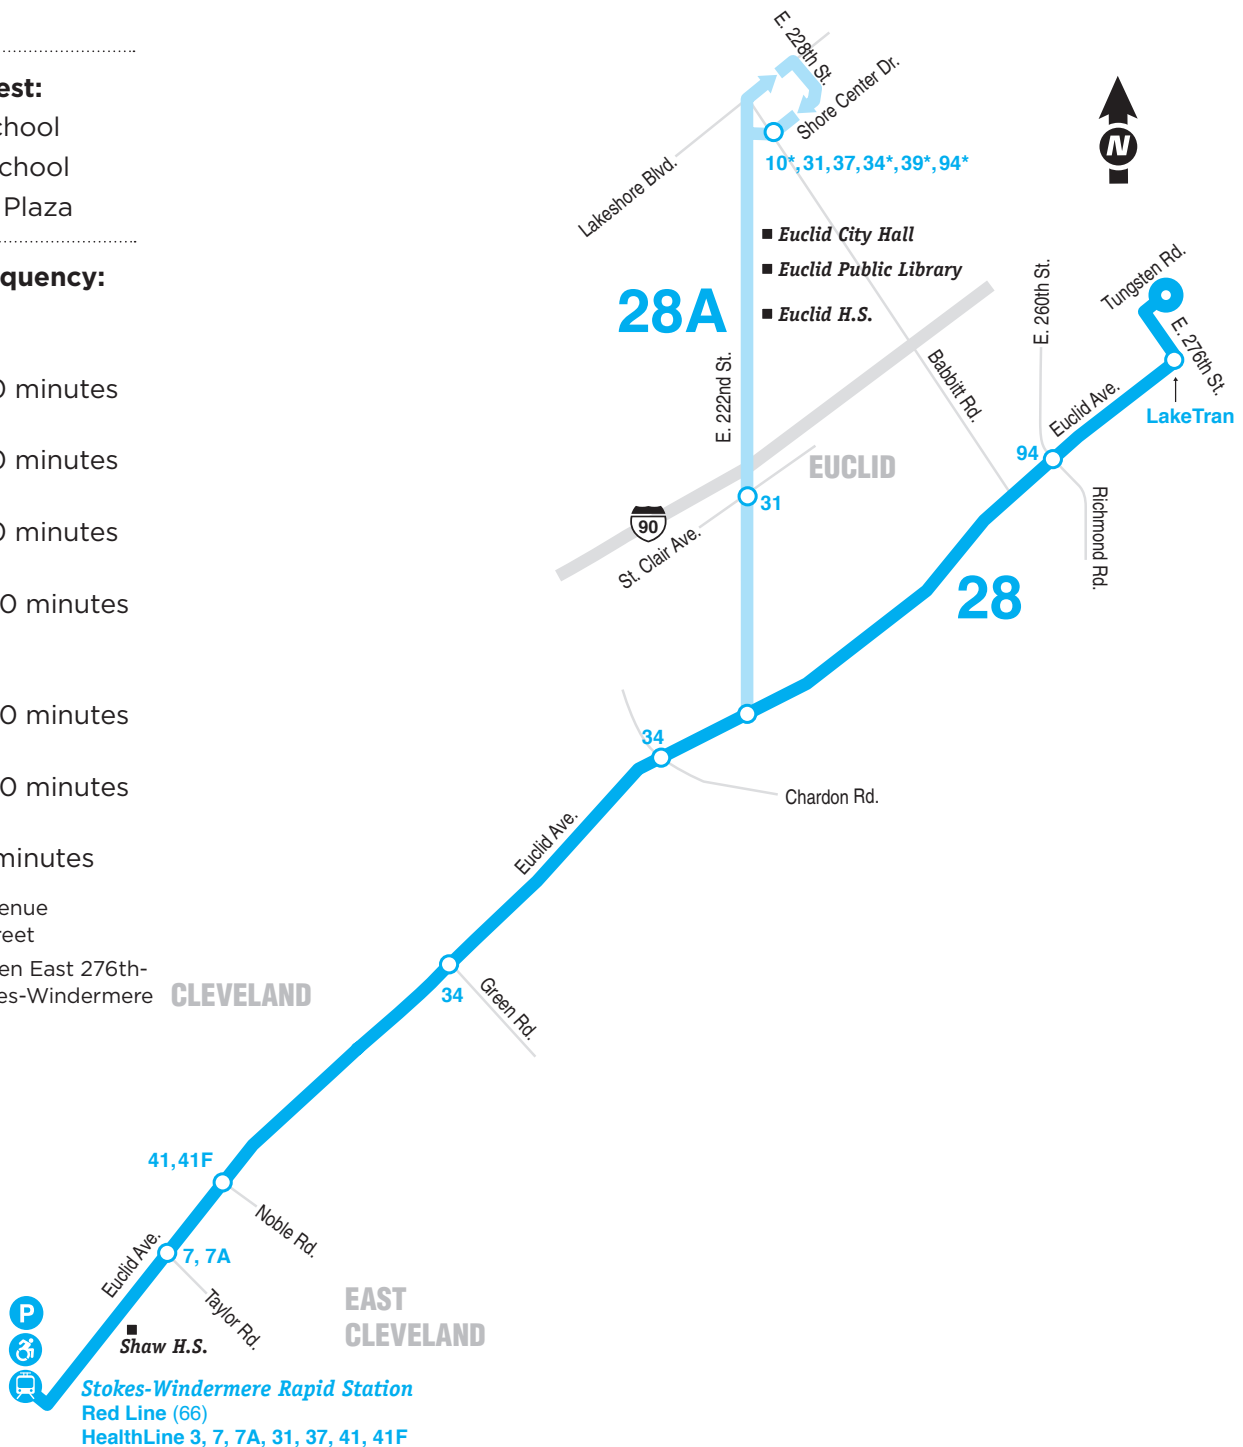 est:
chool
chool
Plaza
quency:
0 minutes
0 minutes
0 minutes
0 minutes
0 minutes
0 minutes
minutes
enue
reet
en East 276th-
es-Windermere
E. 228th St.
Shore Center Dr.
Lakeshore Blvd.
10*, 31, 37, 34*, 39*, 94*
N
Euclid City Hall
Euclid Public Library
Euclid H.S.
28A
E. 222nd St.
Babbitt Rd.
E. 260th St.
Tungsten Rd.
E. 276th St.
Euclid Ave.
LakeTran
94
EUCLID
31
90
St. Clair Ave.
Richmond Rd.
28
34
Chardon Rd.
Euclid Ave.
34
Green Rd.
CLEVELAND
41, 41F
Noble Rd.
Euclid Ave.
7, 7A
Taylor Rd.
EAST
CLEVELAND
P
Shaw H.S.
Stokes-Windermere Rapid Station
Red Line (66)
HealthLine 3, 7, 7A, 31, 37, 41, 41F